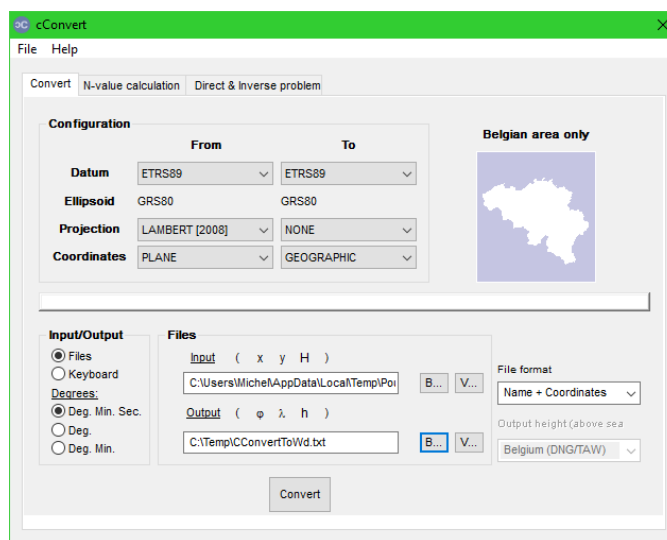 cConvert
File Help
Convert N-value calculation Direct & Inverse problem
Configuration
From To
Belgian area only
Datum ETRS89 ETRS89
Ellipsoid GRS80 GRS80
Projection LAMBERT [2008] NONE
Coordinates PLANE GEOGRAPHIC
Input/Output
Files
Keyboard
Degrees:
Deg. Min. Sec.
Deg.
Deg. Min.
Files
Input ( x y H )
C:\Users\Michel\AppData\Local\Temp\Po
B... V...
Output ( φ λ h )
C:\Temp\CConvertToWd.txt
B... V...
File format
Name + Coordinates
Output height (above sea
Belgium (DNG/TAW)
Convert